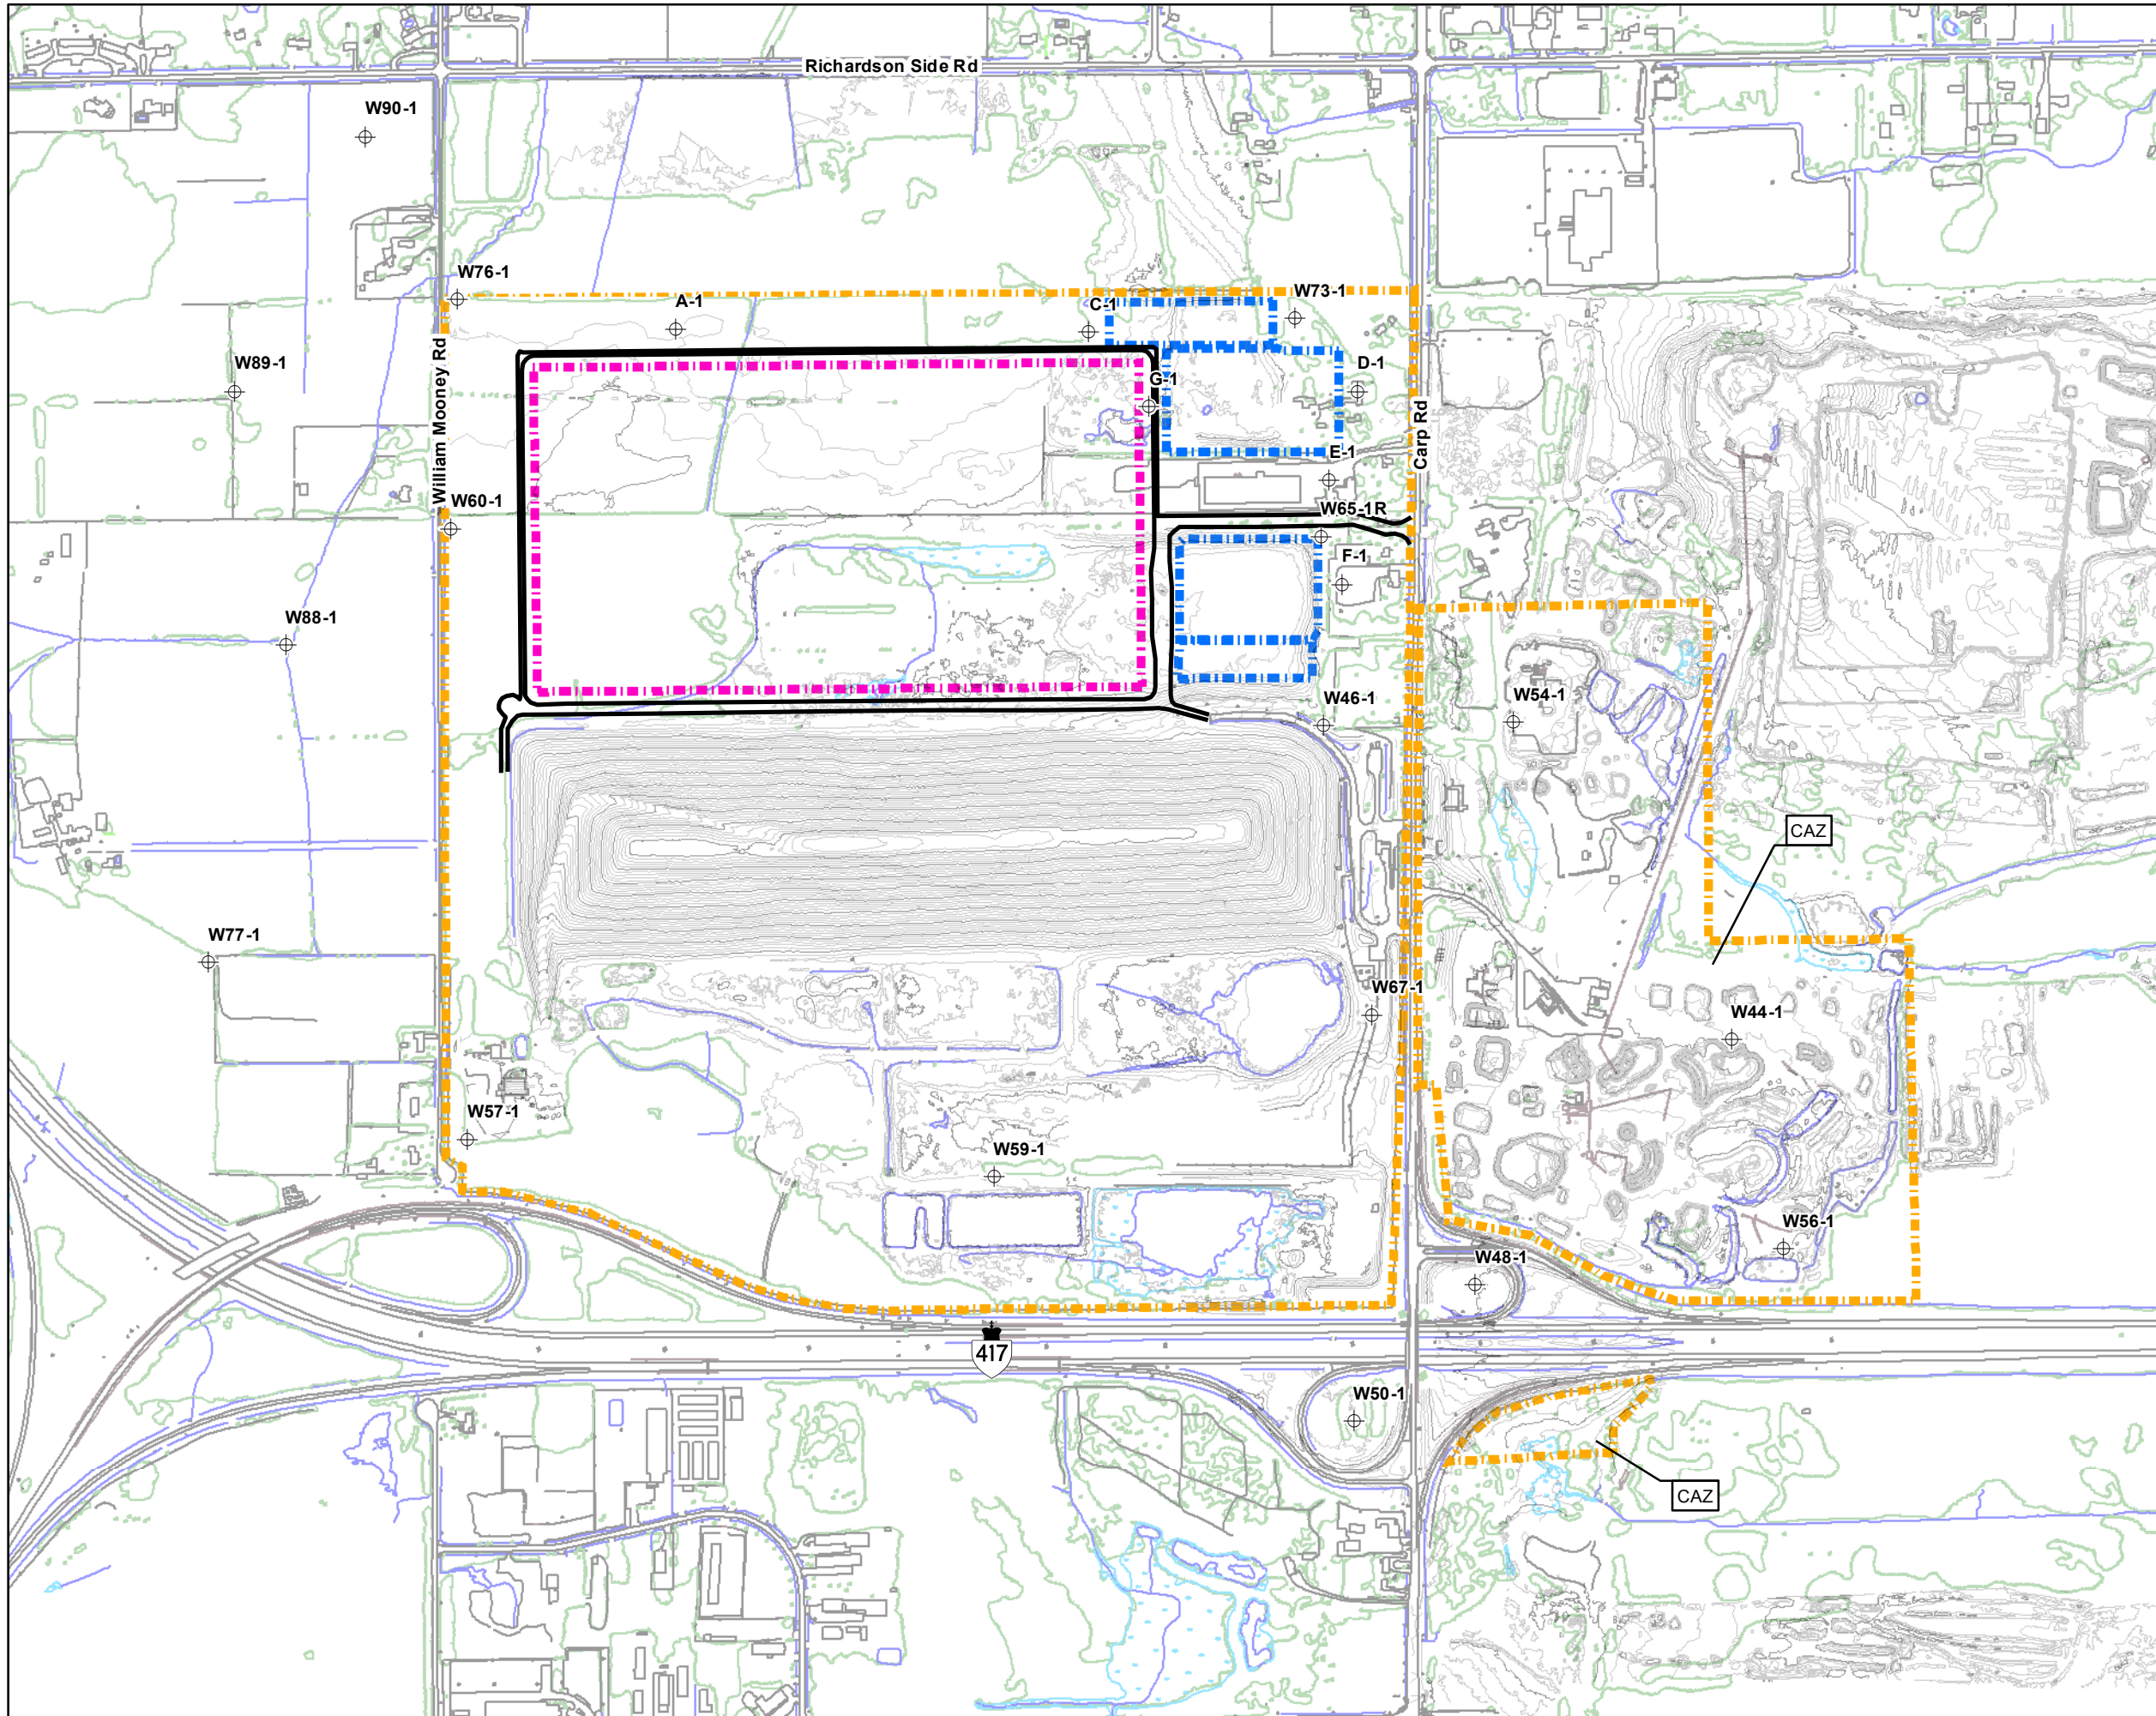 Richardson Side Rd
W90-1
W76-1
A-1
C-1
W73-1
W89-1
William Mooney Rd
G-1
D-1
Carp Rd
E-1
W60-1
W65-1R
F-1
W88-1
W54-1
W46-1
CAZ
W77-1
W67-1
W44-1
W57-1
W59-1
W56-1
W48-1
417
W50-1
CAZ